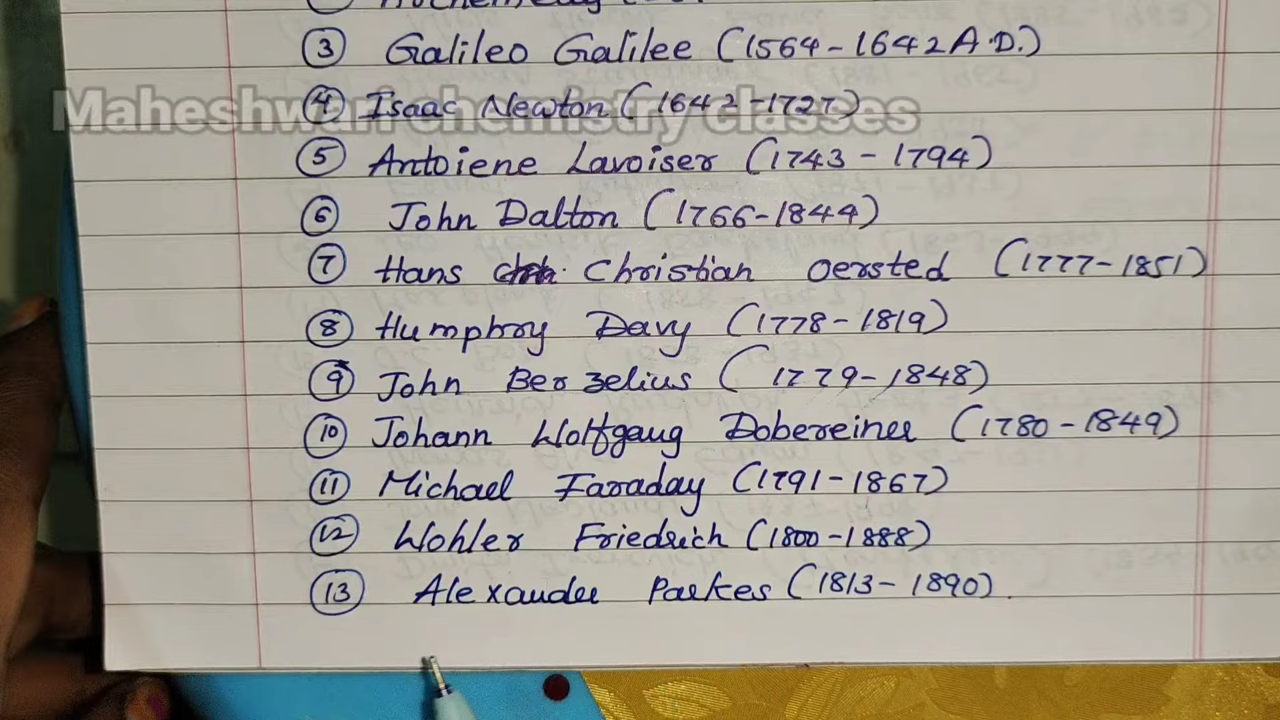 ③ Galileo Galilee (1564-1642 A.D.)
Maheshwari chemistry classes
④ Isaac Newton (1642-1727)
⑤ Antoiene Lavoiser (1743-1794)
⑥ John Dalton (1766-1844)
⑦ Hans Christian Oersted (1777-1851)
⑧ Humphry Davy (1778-1819)
⑨ John Berzelius (1779-1848)
⑩ Johann Wolfgang Dobereiner (1780-1849)
⑪ Michael Faraday (1791-1867)
⑫ Wohler Friedrich (1800-1888)
⑬ Alexander Parkes (1813-1890).